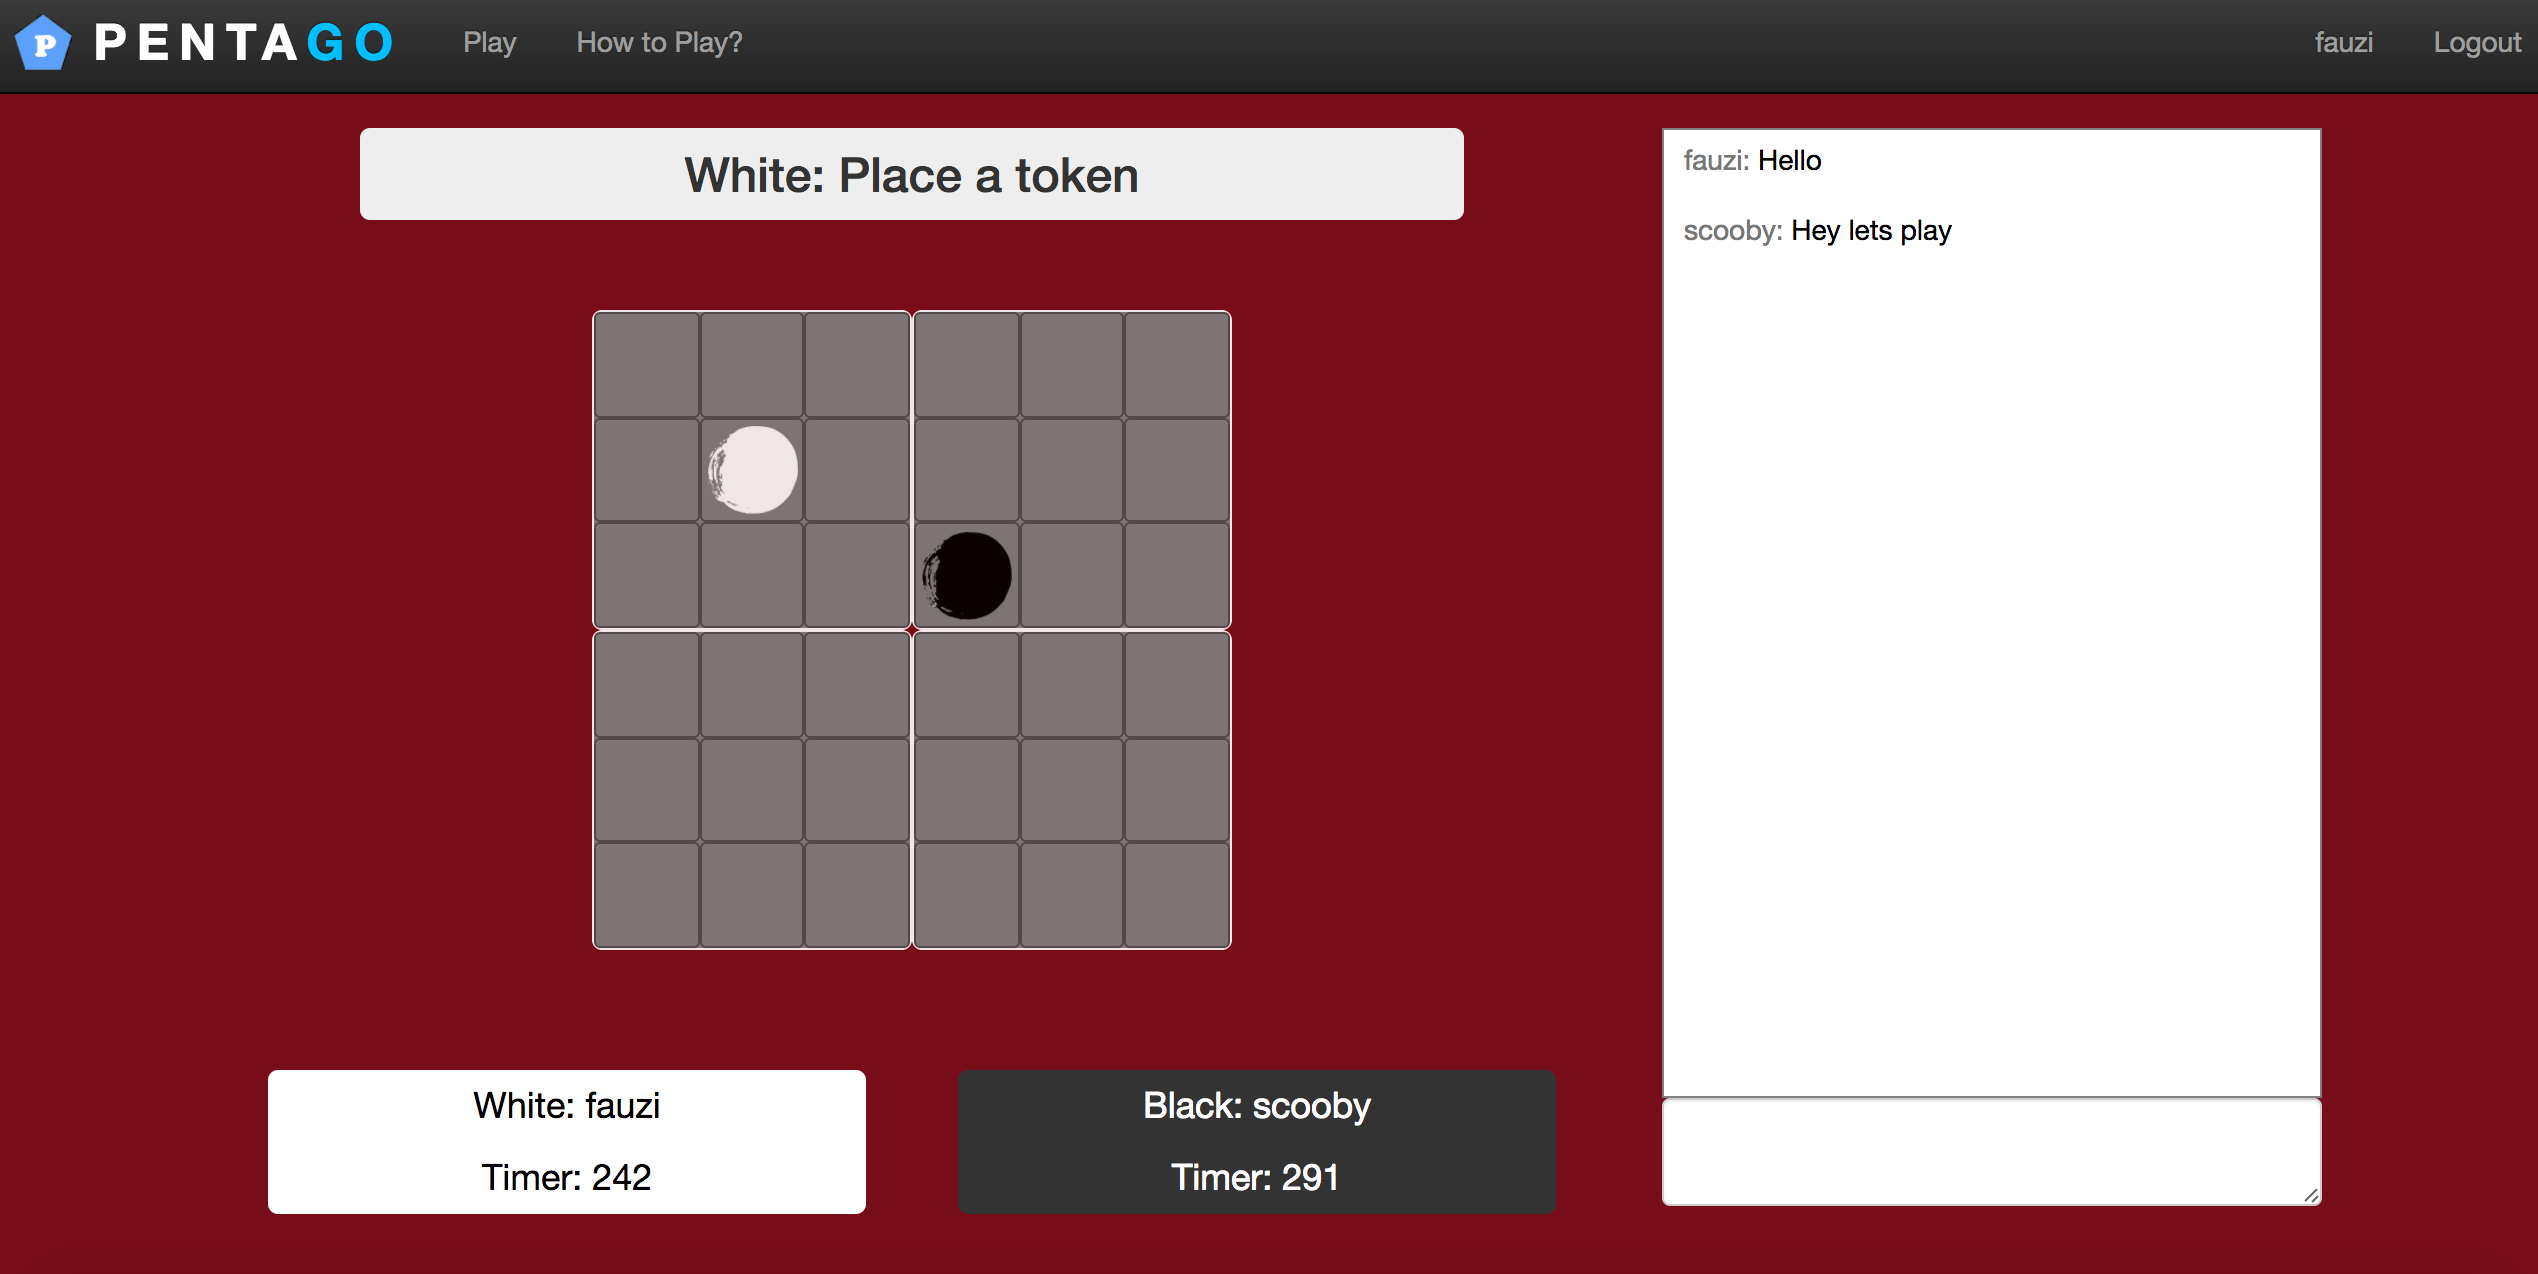 P PENTAGO Play How to Play? fauzi Logout
White: Place a token
fauzi: Hello
scooby: Hey lets play
White: fauzi
Timer: 242
Black: scooby
Timer: 291